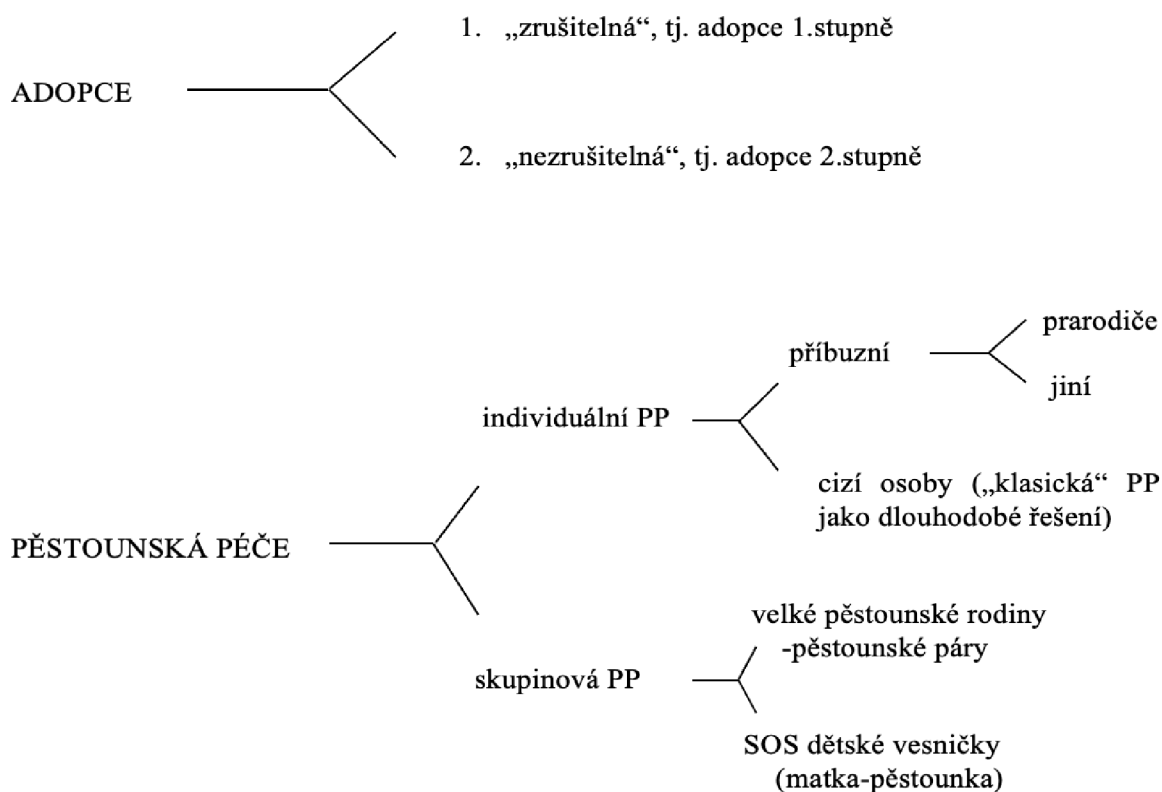 1. „zrušitelná“, tj. adopce 1.stupně
ADOPCE
2. „nezrušitelná“, tj. adopce 2.stupně
prarodiče
příbuzní
jiní
individuální PP
cizí osoby („klasická“ PP
jako dlouhodobé řešení)
PĚSTOUNSKÁ PÉČE
velké pěstounské rodiny
-pěstounské páry
skupinová PP
SOS dětské vesničky
(matka-pěstounka)